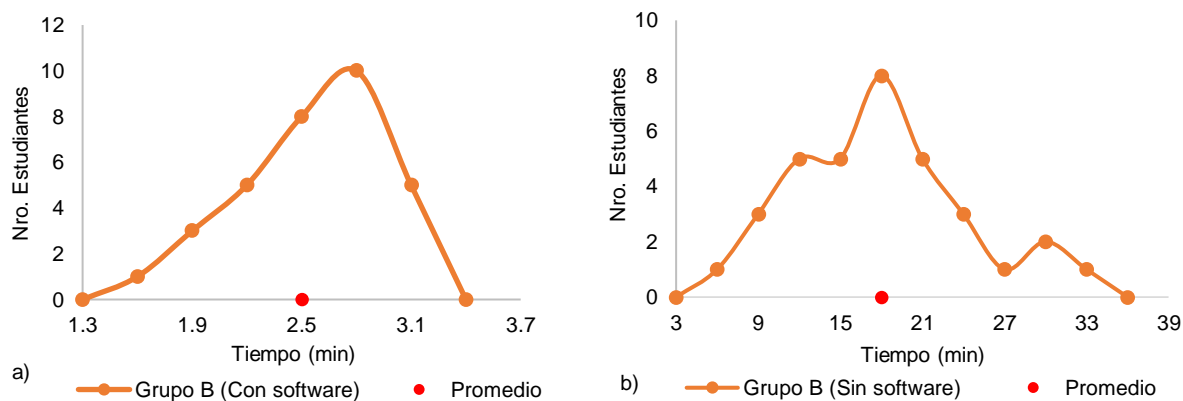 12
10
8
6
4
2
0
Nro. Estudiantes
1.3 1.9 2.5 3.1 3.7
Tiempo (min)
a)
Grupo B (Con software) Promedio
10
8
6
4
2
0
Nro. Estudiantes
3 9 15 21 27 33 39
Tiempo (min)
b)
Grupo B (Sin software) Promedio